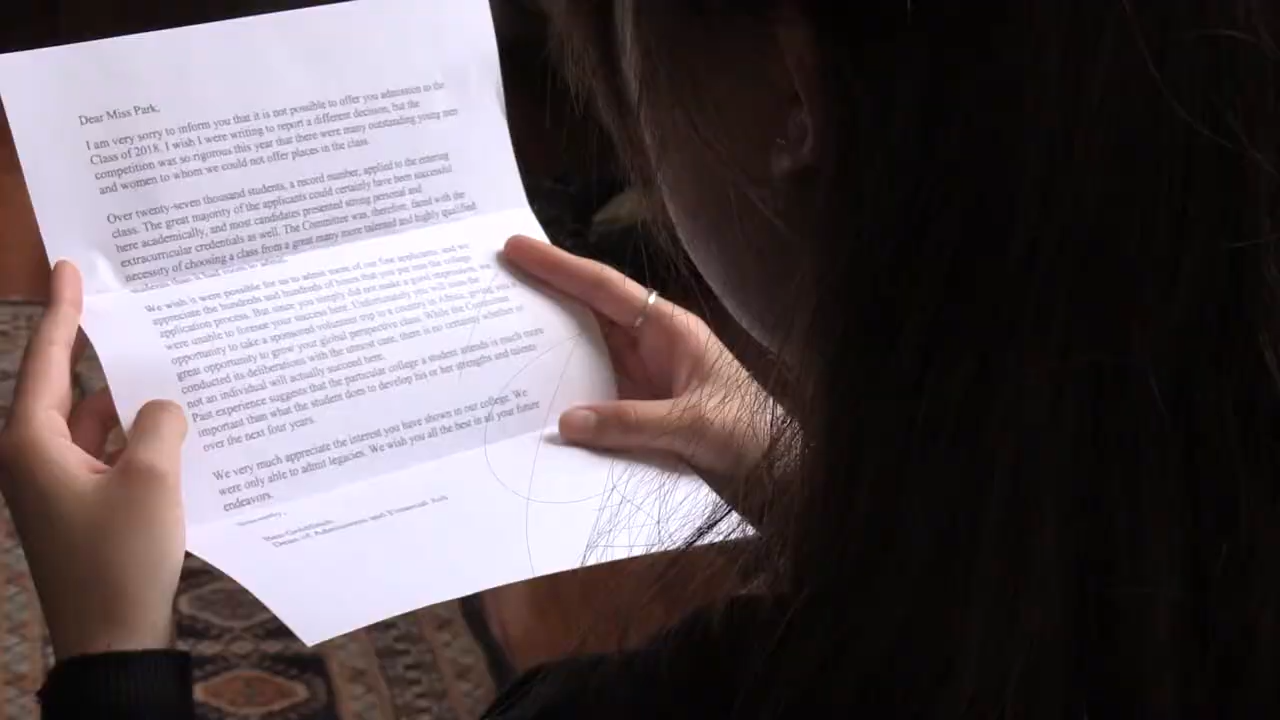 Dear Miss Park,
I am very sorry to inform you that it is not possible to offer you admission to the
Class of 2018. I wish I were writing to report a different decision, but the
competition was so rigorous this year that there were many outstanding young men
and women to whom we could not offer places in the class.
Over twenty-seven thousand students, a record number, applied to the entering
class. The great majority of the applicants could certainly have been successful
here academically, and most candidates presented strong personal and
extracurricular credentials as well. The Committee was, therefore, faced with the
necessity of choosing a class from a great many more talented and highly qualified
students than it had room to admit.
We wish it were possible for us to admit more of our fine applicants, and we
appreciate the hundreds and hundreds of hours that you put into the college
application process. But since you simply did not make a good impression, we
were unable to foresee your success here. Unfortunately you will miss the
opportunity to take a sponsored volunteer trip to a country in Africa, giving you a
great opportunity to grow your global perspective claim. While the Committee
conducted its deliberations with the utmost care, there is no certainty whether or
not an individual will actually succeed here.
Past experience suggests that the particular college a student attends is much more
important than what the student does to develop his or her strengths and talents
over the next four years.
We very much appreciate the interest you have shown in our college. We
were only able to admit legacies. We wish you all the best in all your future
endeavors.
Sincerely,
Dean of Admissions and Financial Aid